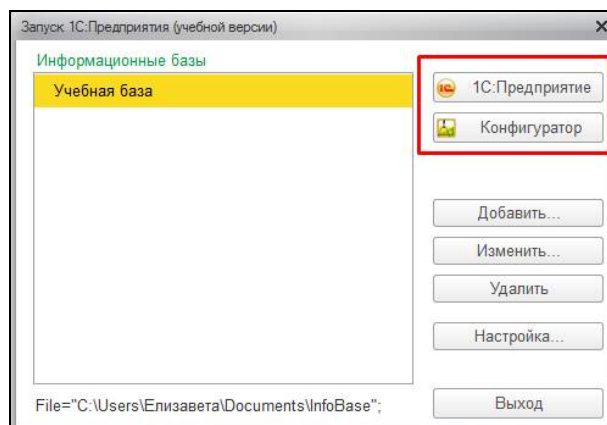 Запуск 1С:Предприятия (учебной версии)
Информационные базы
Учебная база
1С:Предприятие
Конфигуратор
Добавить...
Изменить...
Удалить
Настройка...
File="C:\Users\Елизавета\Documents\InfoBase";
Выход